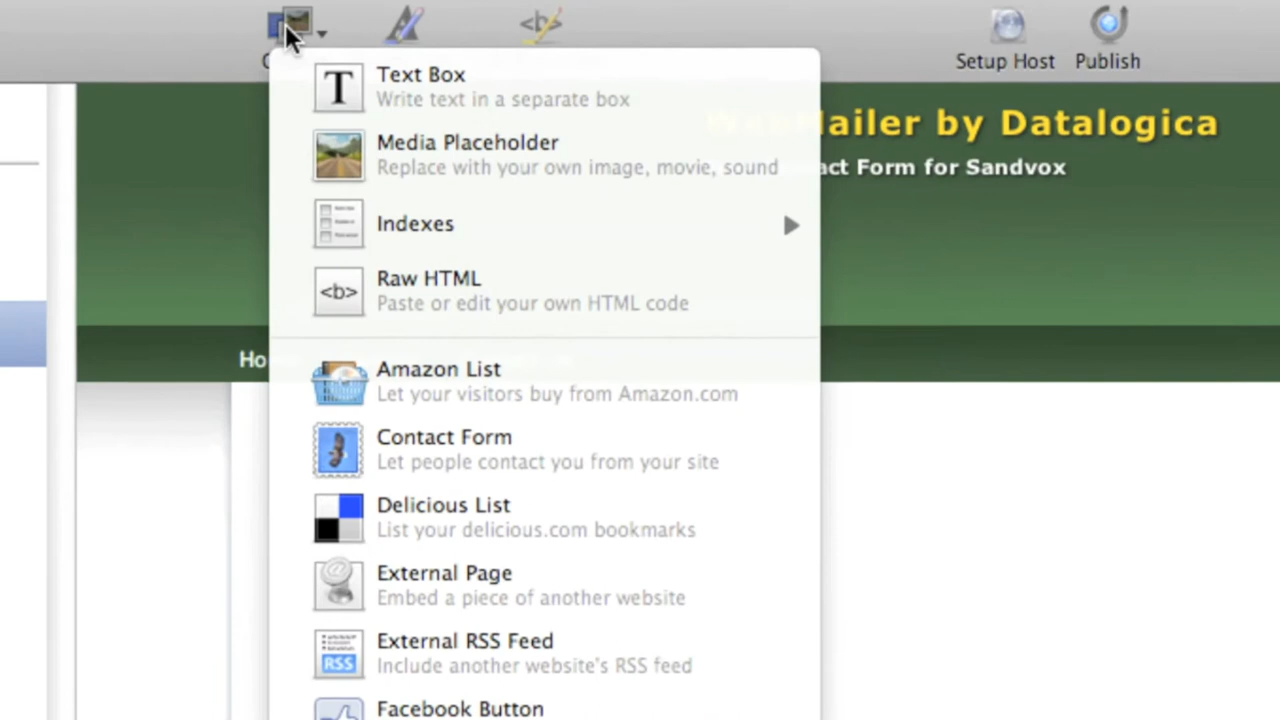 Setup Host
Publish
T
Text Box
Write text in a separate box
Media Placeholder
Replace with your own image, movie, sound
Indexes
<b>
Raw HTML
Paste or edit your own HTML code
Amazon List
Let your visitors buy from Amazon.com
Contact Form
Let people contact you from your site
Delicious List
List your delicious.com bookmarks
External Page
Embed a piece of another website
RSS
External RSS Feed
Include another website's RSS feed
Facebook Button
by Datalogica
Form for Sandvox